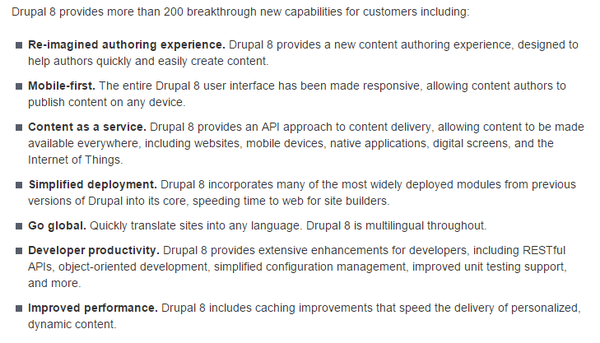 Drupal 8 provides more than 200 breakthrough new capabilities for customers including:
Re-imagined authoring experience. Drupal 8 provides a new content authoring experience, designed to
help authors quickly and easily create content.
Mobile-first. The entire Drupal 8 user interface has been made responsive, allowing content authors to
publish content on any device.
Content as a service. Drupal 8 provides an API approach to content delivery, allowing content to be made
available everywhere, including websites, mobile devices, native applications, digital screens, and the
Internet of Things.
Simplified deployment. Drupal 8 incorporates many of the most widely deployed modules from previous
versions of Drupal into its core, speeding time to web for site builders.
Go global. Quickly translate sites into any language. Drupal 8 is multilingual throughout.
Developer productivity. Drupal 8 provides extensive enhancements for developers, including RESTful
APIs, object-oriented development, simplified configuration management, improved unit testing support,
and more.
Improved performance. Drupal 8 includes caching improvements that speed the delivery of personalized,
dynamic content.